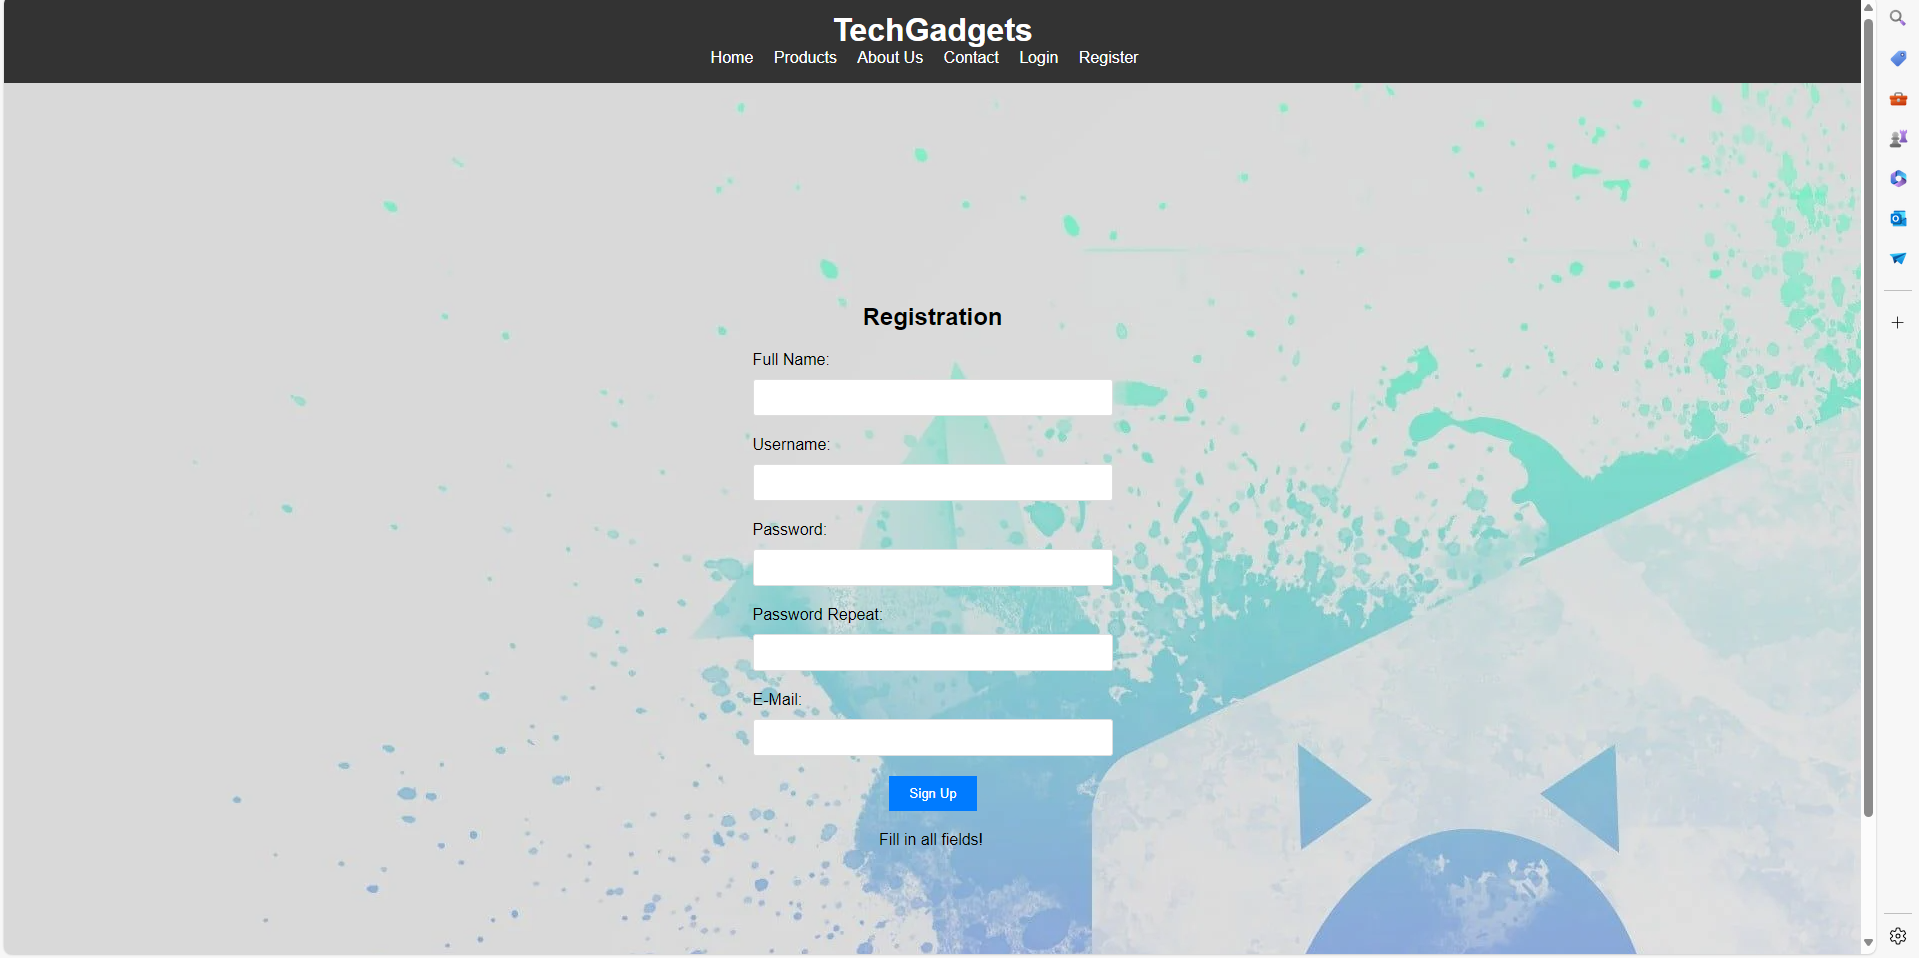 TechGadgets
Home Products About Us Contact Login Register
Registration
Full Name:
Username:
Password:
Password Repeat:
E-Mail:
Sign Up
Fill in all fields!